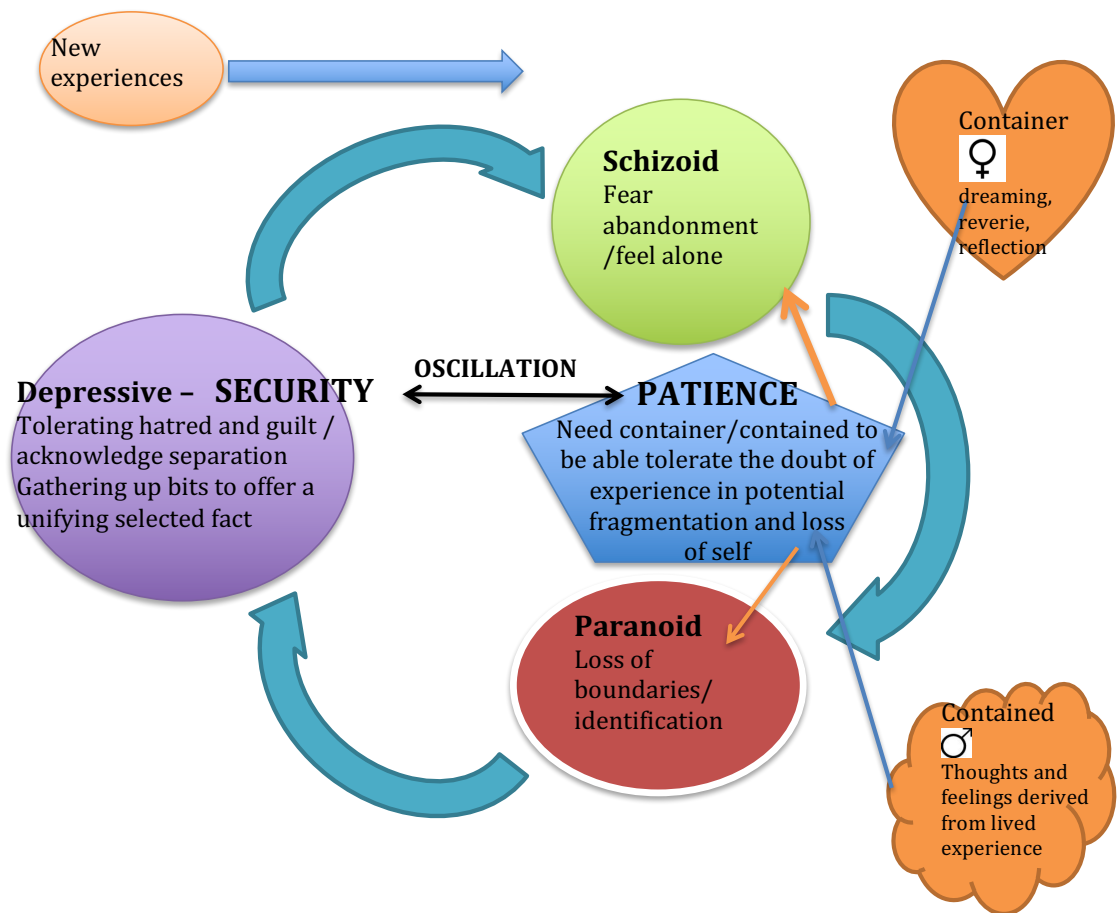 New
experiences
Schizoid
Fear
abandonment
/feel alone
Container
♀
dreaming,
reverie,
reflection
Depressive – SECURITY
Tolerating hatred and guilt /
acknowledge separation
Gathering up bits to offer a
unifying selected fact
OSCILLATION
PATIENCE
Need container/contained to
be able tolerate the doubt of
experience in potential
fragmentation and loss
of self
Paranoid
Loss of
boundaries/
identification
Contained
♂
Thoughts and
feelings derived
from lived
experience